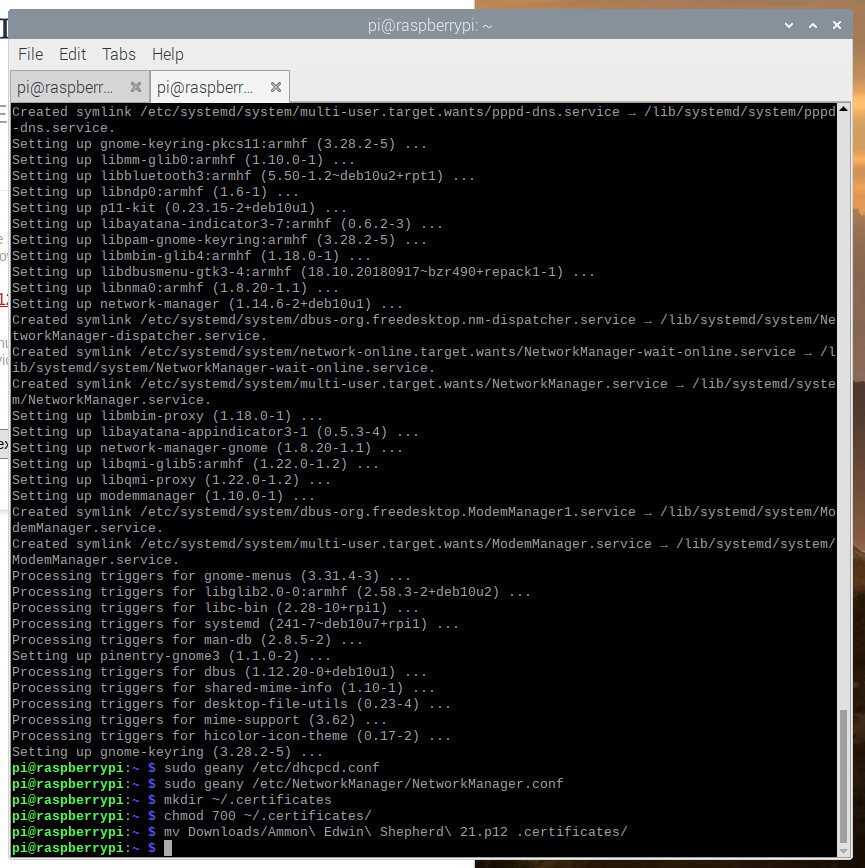 pi@raspberrypi: ~
File Edit Tabs Help
pi@raspberr... pi@raspberr...
Created symlink /etc/systemd/system/multi-user.target.wants/pppd-dns.service → /lib/systemd/system/pppd
-dns.service.
Setting up gnome-keyring-pkcs11:armhf (3.28.2-5) ...
Setting up libmm-glib0:armhf (1.10.0-1) ...
Setting up libbluetooth3:armhf (5.50-1.2~deb10u2+rpt1) ...
Setting up libndp0:armhf (1.6-1) ...
Setting up p11-kit (0.23.15-2+deb10u1) ...
Setting up libayatana-indicator3-7:armhf (0.6.2-3) ...
Setting up libpam-gnome-keyring:armhf (3.28.2-5) ...
Setting up libmbim-glib4:armhf (1.18.0-1) ...
Setting up libdbusmenu-gtk3-4:armhf (18.10.20180917~bzr490+repack1-1) ...
Setting up libnma0:armhf (1.8.20-1.1) ...
Setting up network-manager (1.14.6-2+deb10u1) ...
Created symlink /etc/systemd/system/dbus-org.freedesktop.nm-dispatcher.service → /lib/systemd/system/Ne
tworkManager-dispatcher.service.
Created symlink /etc/systemd/system/network-online.target.wants/NetworkManager-wait-online.service → /l
ib/systemd/system/NetworkManager-wait-online.service.
Created symlink /etc/systemd/system/multi-user.target.wants/NetworkManager.service → /lib/systemd/syste
m/NetworkManager.service.
Setting up libmbim-proxy (1.18.0-1) ...
Setting up libayatana-appindicator3-1 (0.5.3-4) ...
Setting up network-manager-gnome (1.8.20-1.1) ...
Setting up libqmi-glib5:armhf (1.22.0-1.2) ...
Setting up libqmi-proxy (1.22.0-1.2) ...
Setting up modemmanager (1.10.0-1) ...
Created symlink /etc/systemd/system/dbus-org.freedesktop.ModemManager1.service → /lib/systemd/system/Mo
demManager.service.
Created symlink /etc/systemd/system/multi-user.target.wants/ModemManager.service → /lib/systemd/system/
ModemManager.service.
Processing triggers for gnome-menus (3.31.4-3) ...
Processing triggers for libglib2.0-0:armhf (2.58.3-2+deb10u2) ...
Processing triggers for libc-bin (2.28-10+rpi1) ...
Processing triggers for systemd (241-7~deb10u7+rpi1) ...
Processing triggers for man-db (2.8.5-2) ...
Setting up pinentry-gnome3 (1.1.0-2) ...
Processing triggers for dbus (1.12.20-0+deb10u1) ...
Processing triggers for shared-mime-info (1.10-1) ...
Processing triggers for desktop-file-utils (0.23-4) ...
Processing triggers for mime-support (3.62) ...
Processing triggers for hicolor-icon-theme (0.17-2) ...
Setting up gnome-keyring (3.28.2-5) ...
pi@raspberrypi:~ $ sudo geany /etc/dhcpcd.conf
pi@raspberrypi:~ $ sudo geany /etc/NetworkManager/NetworkManager.conf
pi@raspberrypi:~ $ mkdir ~/.certificates
pi@raspberrypi:~ $ chmod 700 ~/.certificates/
pi@raspberrypi:~ $ mv Downloads/Ammon\ Edwin\ Shepherd\ 21.p12 .certificates/
pi@raspberrypi:~ $